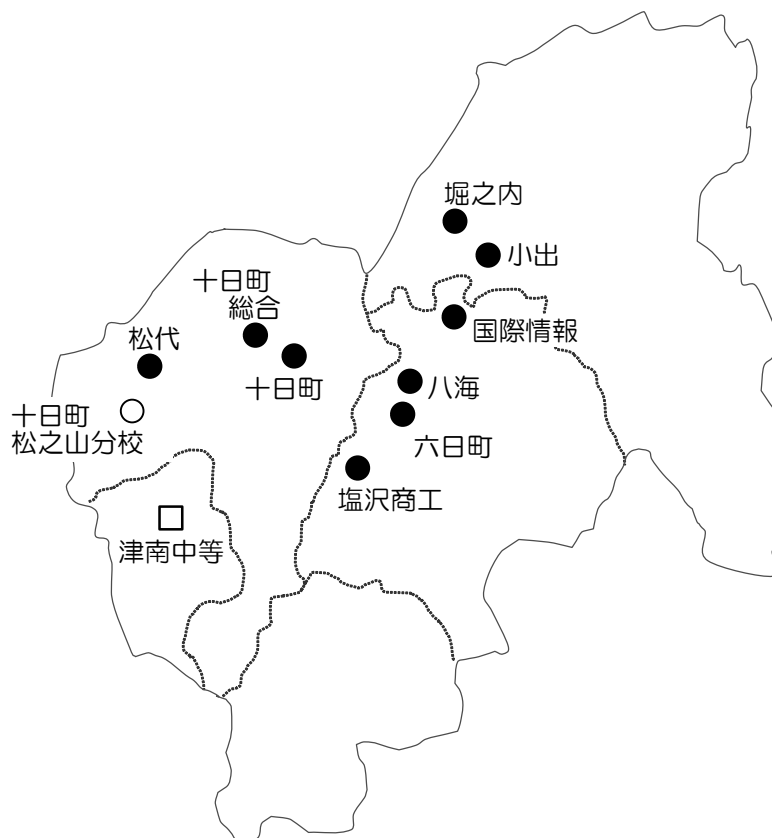 堀之内
小出
十日町
総合
国際情報
松代
十日町
八海
十日町
松之山分校
六日町
塩沢商工
津南中等